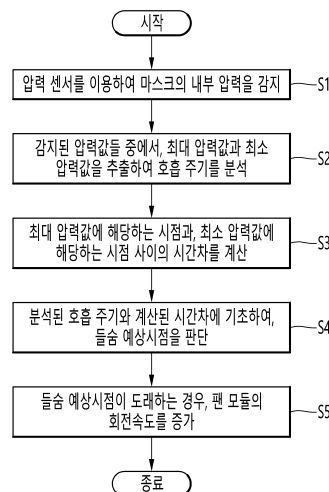 시작
압력 센서를 이용하여 마스크의 내부 압력을 감지
S1
감지된 압력값들 중에서, 최대 압력값과 최소
압력값을 추출하여 호흡 주기를 분석
S2
최대 압력값에 해당하는 시점과, 최소 압력값에
해당하는 시점 사이의 시간차를 계산
S3
분석된 호흡 주기와 계산된 시간차에 기초하여,
들숨 예상시점을 판단
S4
들숨 예상시점이 도래하는 경우, 팬 모듈의
회전속도를 증가
S5
종료